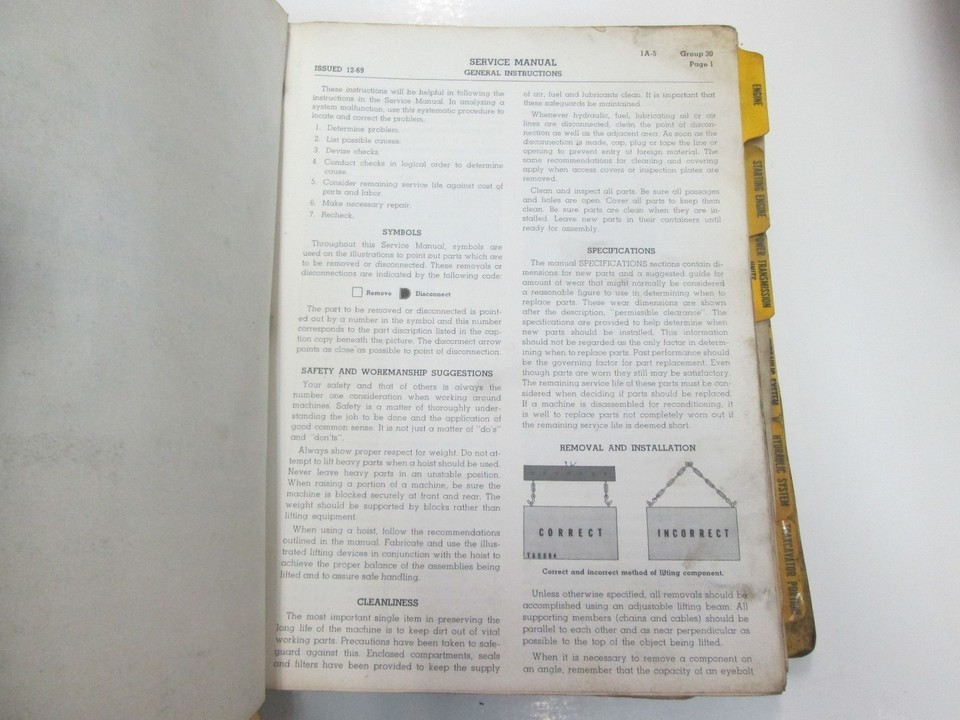 SERVICE MANUAL
GENERAL INSTRUCTIONS
ISSUED 12-69
1A-5 Group 20
Page 1
These instructions will be helpful in following the
instructions in the Service Manual. In analyzing a
system malfunction, use this systematic procedure to
locate and correct the problem.
1. Determine problem.
2. List possible causes.
3. Devise checks.
4. Conduct checks in logical order to determine
cause.
5. Consider remaining service life against cost of
parts and labor.
6. Make necessary repair.
7. Recheck.
SYMBOLS
Throughout this Service Manual, symbols are
used on the illustrations to point out parts which are
to be removed or disconnected. These removals or
disconnections are indicated by the following code:
Remove Disconnect
The part to be removed or disconnected is point-
ed out by a number in the symbol and this number
corresponds to the part discription listed in the cap-
tion copy beneath the picture. The disconnect arrow
points as close as possible to point of disconnection.
SAFETY AND WORKMANSHIP SUGGESTIONS
Your safety and that of others is always the
number one consideration when working around
machines. Safety is a matter of thoroughly under-
standing the job to be done and the application of
good common sense. It is not just a matter of "do's"
and "don'ts".
Always show proper respect for weight. Do not at-
tempt to lift heavy parts when a hoist should be used.
Never leave heavy parts in an unstable position.
When raising a portion of a machine, be sure the
machine is blocked securely at front and rear. The
weight should be supported by blocks rather than
lifting equipment.
When using a hoist, follow the recommendations
outlined in the manual. Fabricate and use the illus-
trated lifting devices in conjunction with the hoist to
achieve the proper balance of the assemblies being
lifted and to assure safe handling.
CLEANLINESS
The most important single item in preserving the
long life of the machine is to keep dirt out of vital
working parts. Precautions have been taken to safe-
guard against this. Enclosed compartments, seals
and filters have been provided to keep the supply
of air, fuel and lubricants clean. It is important that
these safeguards be maintained.
Whenever hydraulic, fuel, lubricating oil or air
lines are disconnected, clean the point of discon-
nection as well as the adjacent area. As soon as the
disconnection is made, cap, plug or tape the line or
opening to prevent entry of foreign material. The
same recommendations for cleaning and covering
apply when access covers or inspection plates are
removed.
Clean and inspect all parts. Be sure all passages
and holes are open. Cover all parts to keep them
clean. Be sure parts are clean when they are in-
stalled. Leave new parts in their containers until
ready for assembly.
SPECIFICATIONS
The manual SPECIFICATIONS sections contain di-
mensions for new parts and a suggested guide for
amount of wear that might normally be considered
a reasonable figure to use in determining when to
replace parts. These wear dimensions are shown
after the description, "permissible clearance". The
specifications are provided to help determine when
new parts should be installed. This information
should not be regarded as the only factor in determ-
ining when to replace parts. Past performance should
be the governing factor for part replacement. Even
though parts are worn they still may be satisfactory.
The remaining service life of these parts must be con-
sidered when deciding if parts should be replaced.
If a machine is disassembled for reconditioning, it
is well to replace parts not completely worn out if
the remaining service life is deemed short.
REMOVAL AND INSTALLATION
CORRECT
INCORRECT
Correct and incorrect method of lifting component.
Unless otherwise specified, all removals should be
accomplished using an adjustable lifting beam. All
supporting members (chains and cables) should be
parallel to each other and as near perpendicular as
possible to the top of the object being lifted.
When it is necessary to remove a component on
an angle, remember that the capacity of an eyebolt
ENGINE
STARTING ENGINE
POWER TRANSMISSION
UNITS
SYSTEM
HYDRAULIC SYSTEM